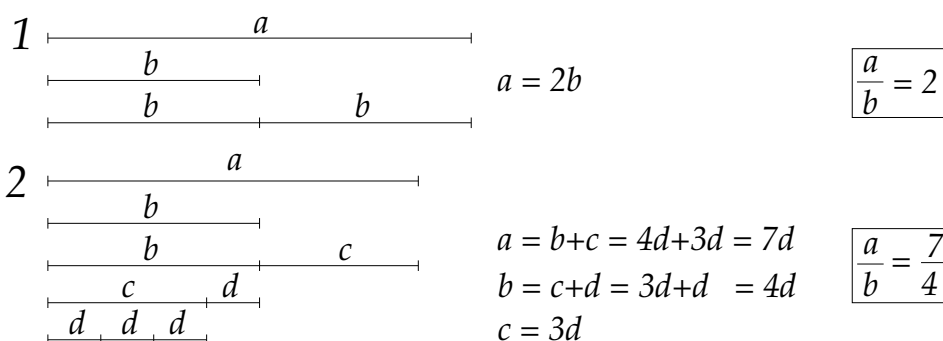 1
a
b
b b
a = 2b
a/b = 2
2
a
b
b c
c d
d d d
a = b+c = 4d+3d = 7d
b = c+d = 3d+d = 4d
c = 3d
a/b = 7/4